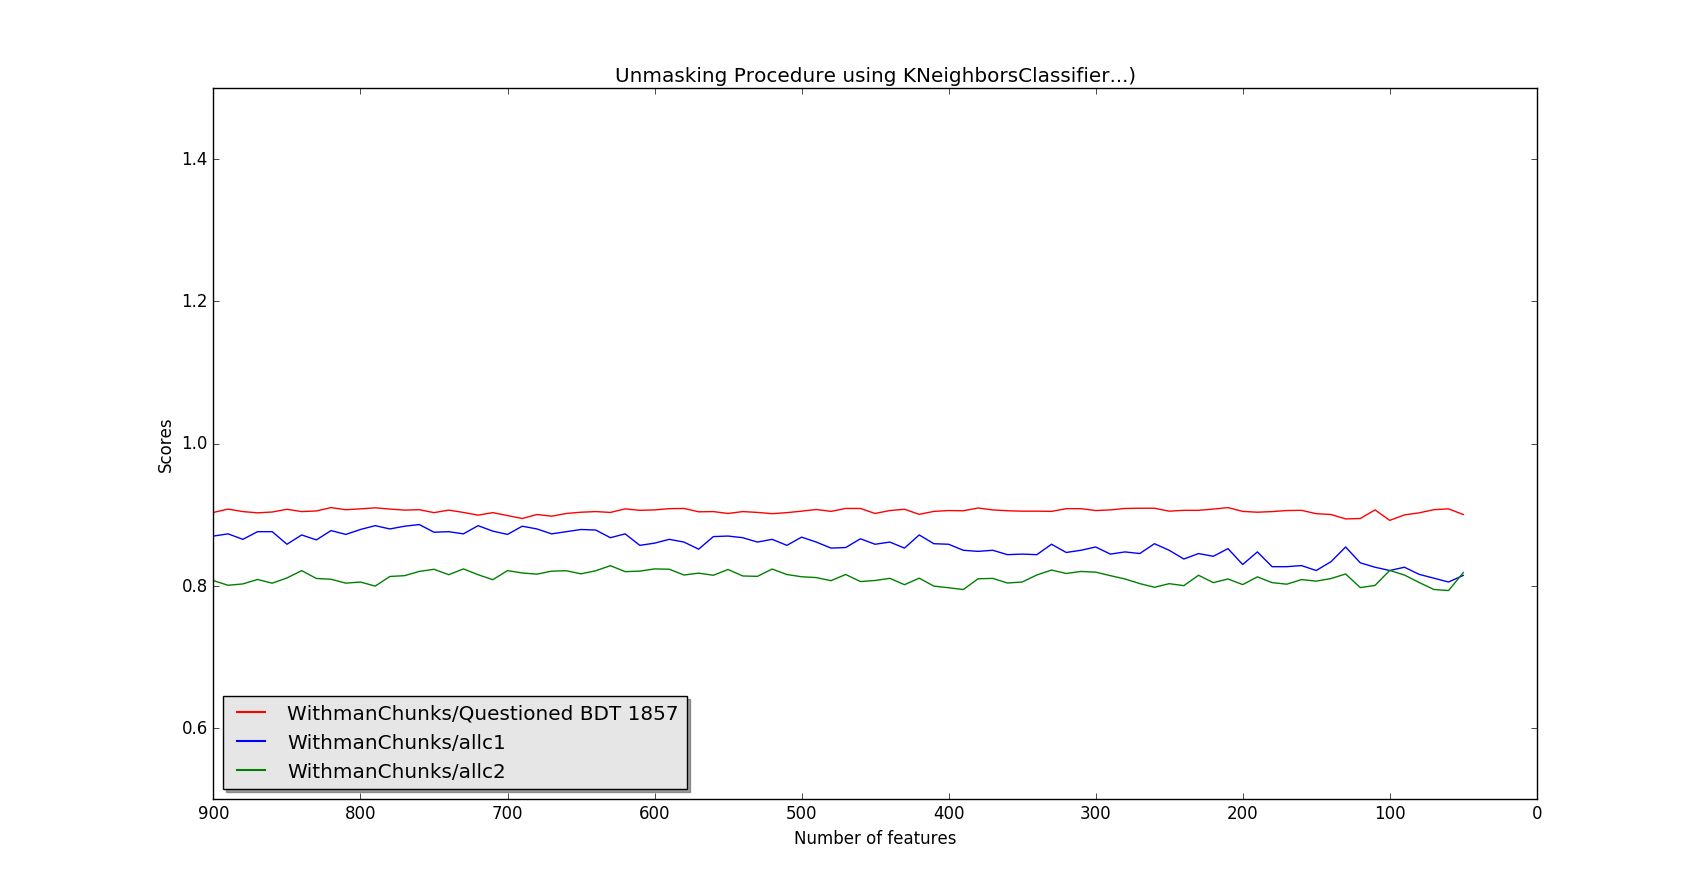 Unmasking Procedure using KNeighborsClassifier...)
1.4
1.2
1.0
0.8
0.6
Scores
WithmanChunks/Questioned BDT 1857
WithmanChunks/allc1
WithmanChunks/allc2
900 800 700 600 500 400 300 200 100 0
Number of features